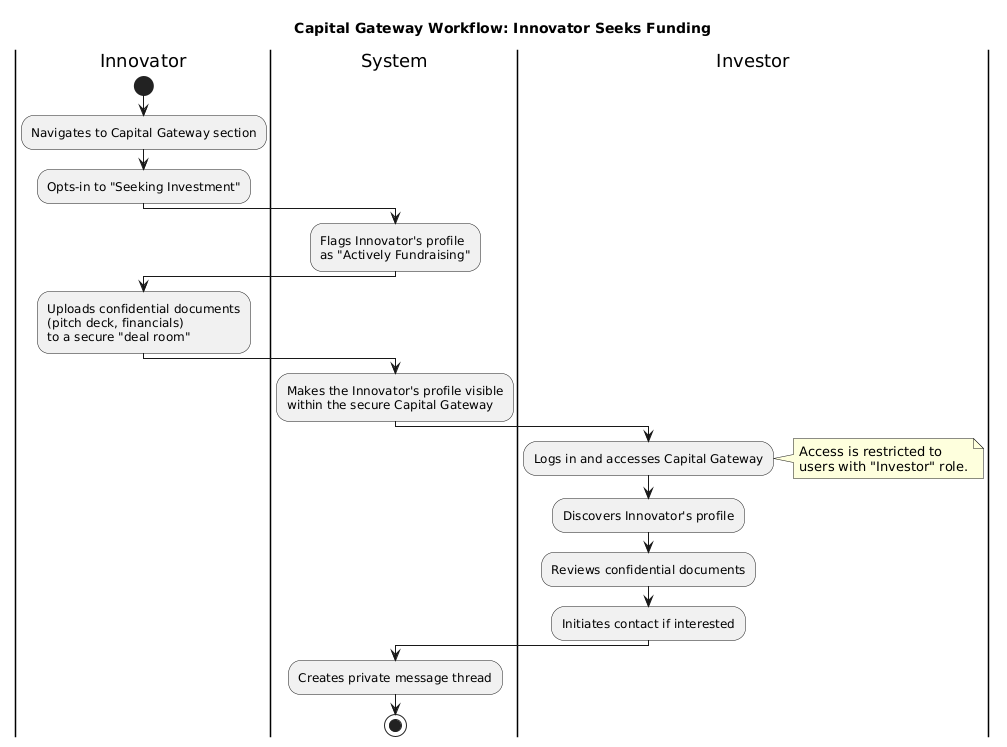 Capital Gateway Workflow: Innovator Seeks Funding
Innovator
System
Investor
Navigates to Capital Gateway section
Opts-in to "Seeking Investment"
Flags Innovator's profile
as "Actively Fundraising"
Uploads confidential documents
(pitch deck, financials)
to a secure "deal room"
Makes the Innovator's profile visible
within the secure Capital Gateway
Logs in and accesses Capital Gateway
Access is restricted to
users with "Investor" role.
Discovers Innovator's profile
Reviews confidential documents
Initiates contact if interested
Creates private message thread